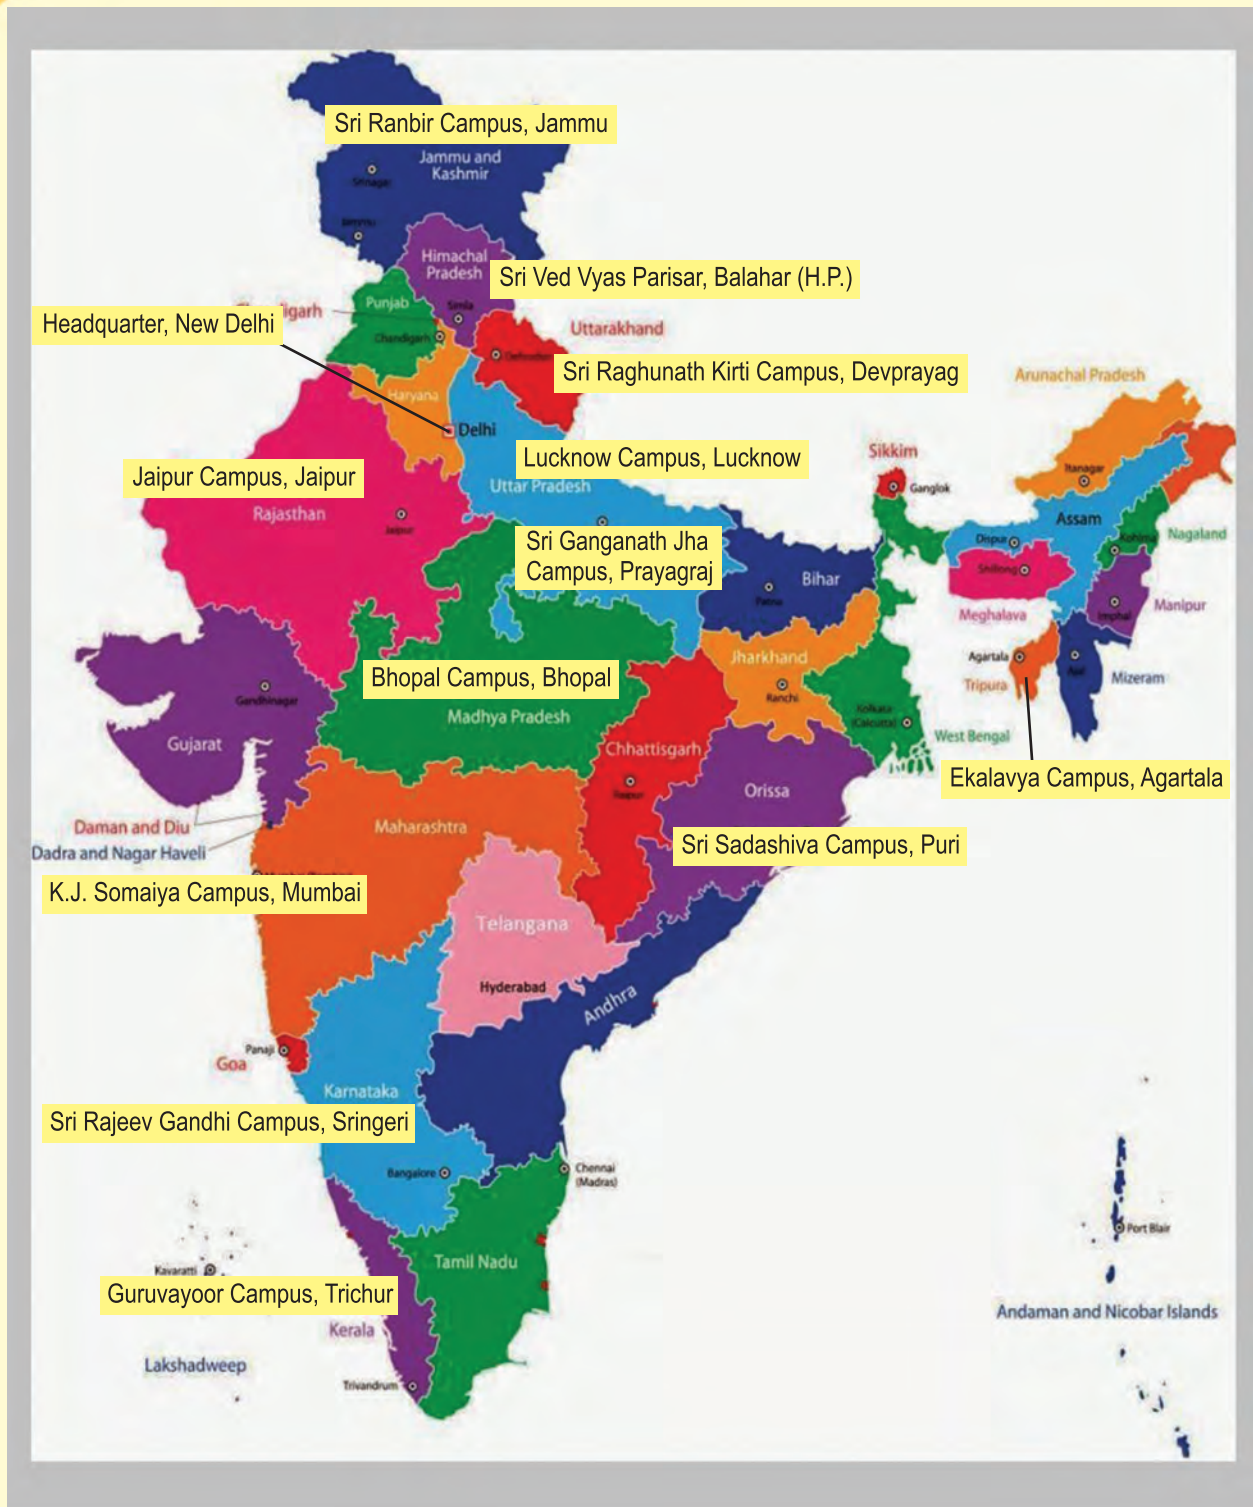 Sri Ranbir Campus, Jammu
Jammu and
Kashmir
Srinagar
Jammu
Himachal
Pradesh
Sri Ved Vyas Parisar, Balahar (H.P.)
Punjab
Simla
Headquarter, New Delhi
Uttarakhand
Chandigarh
Sri Raghunath Kirti Campus, Devprayag
Arunachal Pradesh
Haryana
Delhi
Lucknow Campus, Lucknow
Sikkim
Jaipur Campus, Jaipur
Itanagar
Uttar Pradesh
Ganglok
Rajasthan
Jaipur
Assam
Sri Ganganath Jha
Campus, Prayagraj
Dispur
Kohima
Nagaland
Shillong
Bihar
Patna
Meghalava
Imphal
Manipur
Jharkhand
Agartala
Ranchi
Tripura
Mizeram
Bhopal Campus, Bhopal
Gandhinagar
Madhya Pradesh
Kolkata
(Calcutta)
West Bengal
Gujarat
Chhattisgarh
Ekalavya Campus, Agartala
Orissa
Daman and Diu
Maharashtra
Dadra and Nagar Haveli
Sri Sadashiva Campus, Puri
K.J. Somaiya Campus, Mumbai
Telangana
Hyderabad
Andhra
Panaji
Goa
Karnataka
Sri Rajeev Gandhi Campus, Sringeri
Bangalore
Chennai
(Madras)
Port Blair
Tamil Nadu
Kavaratti
Guruvayoor Campus, Trichur
Andaman and Nicobar Islands
Kerala
Lakshadweep
Trivandrum